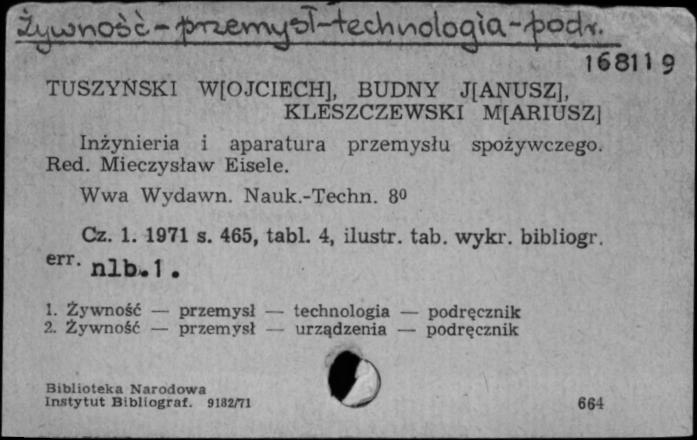 Żywność-przemysł-technologia-podr.
168119
TUSZYŃSKI W[OJCIECH], BUDNY J[ANUSZ],
KLESZCZEWSKI M[ARIUSZ]
Inżynieria i aparatura przemysłu spożywczego.
Red. Mieczysław Eisele.
Wwa Wydawn. Nauk.-Techn. 8⁰
Cz. 1. 1971 s. 465, tabl. 4, ilustr. tab. wykr. bibliogr.
err. nlb.1.
1. Żywność — przemysł — technologia — podręcznik
2. Żywność — przemysł — urządzenia — podręcznik
Biblioteka Narodowa
Instytut Bibliograf. 9182/71
664